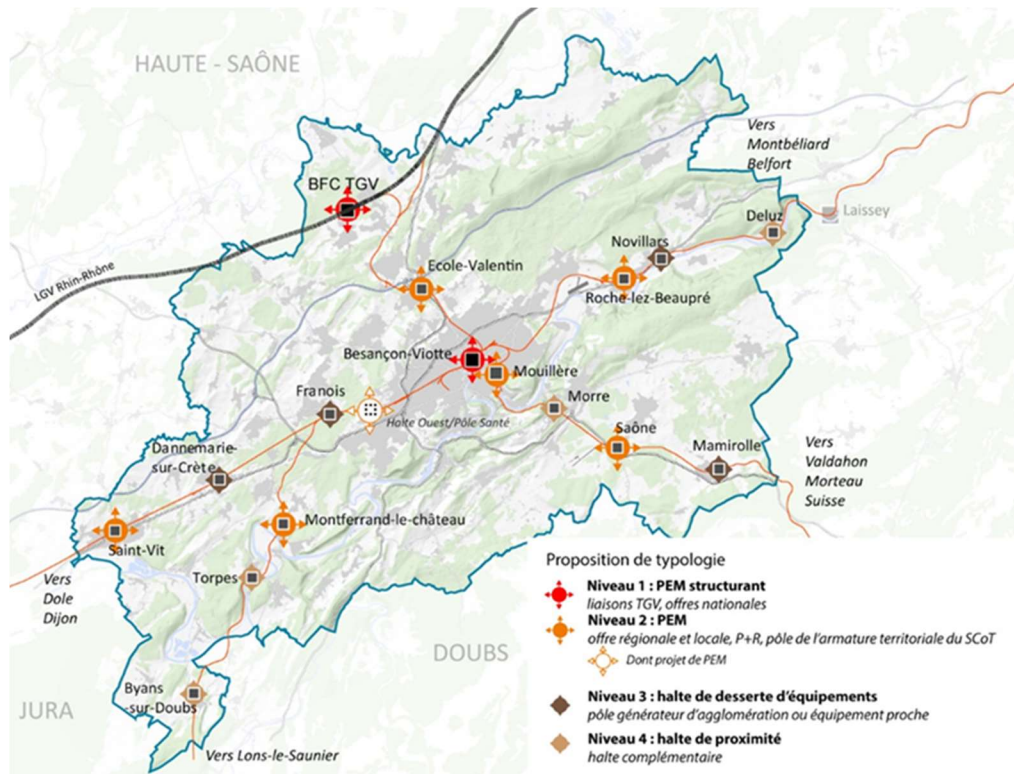 HAUTE - SAÔNE
Vers
Montbéliard
Belfort
BFC TGV
Laissey
Deluz
Novillars
Ecole-Valentin
LGV Rhin-Rhône
Roche-lez-Beaupré
Besançon-Viotte
Mouillère
Franois
Morre
Halte Ouest/Pôle Santé
Saône
Dannemarie-
sur-Crète
Mamirolle
Vers
Valdahon
Morteau
Suisse
Montferrand-le-château
Saint-Vit
Torpes
Vers
Dole
Dijon
DOUBS
Byans
-sur-Doubs
JURA
Vers Lons-le-Saunier
Proposition de typologie
Niveau 1 : PEM structurant
liaisons TGV, offres nationales
Niveau 2 : PEM
offre régionale et locale, P+R, pôle de l'armature territoriale du SCoT
Dont projet de PEM
Niveau 3 : halte de desserte d'équipements
pôle générateur d'agglomération ou équipement proche
Niveau 4 : halte de proximité
halte complémentaire